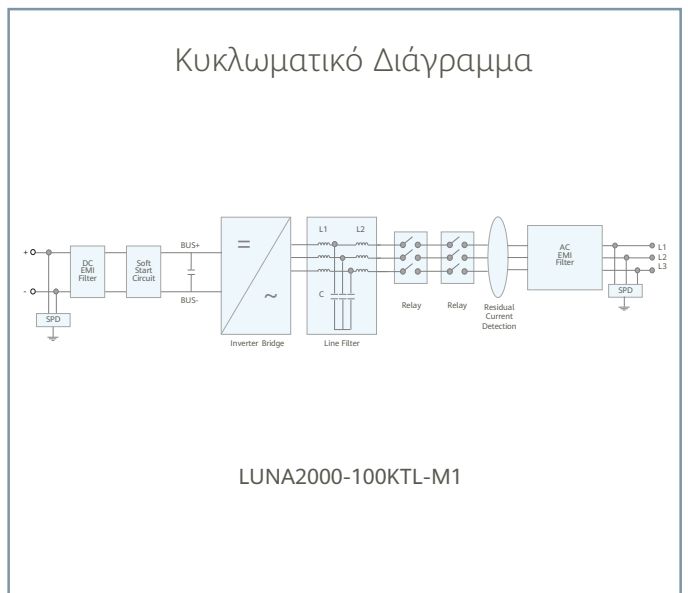 Κυκλωματικό Διάγραμμα
+
-
SPD
DC
EMI
Filter
Soft
Start
Circuit
BUS+
BUS-
=
~
Inverter Bridge
L1 L2
C
Line Filter
Relay
Relay
Residual
Current
Detection
AC
EMI
Filter
L1
L2
L3
SPD
LUNA2000-100KTL-M1